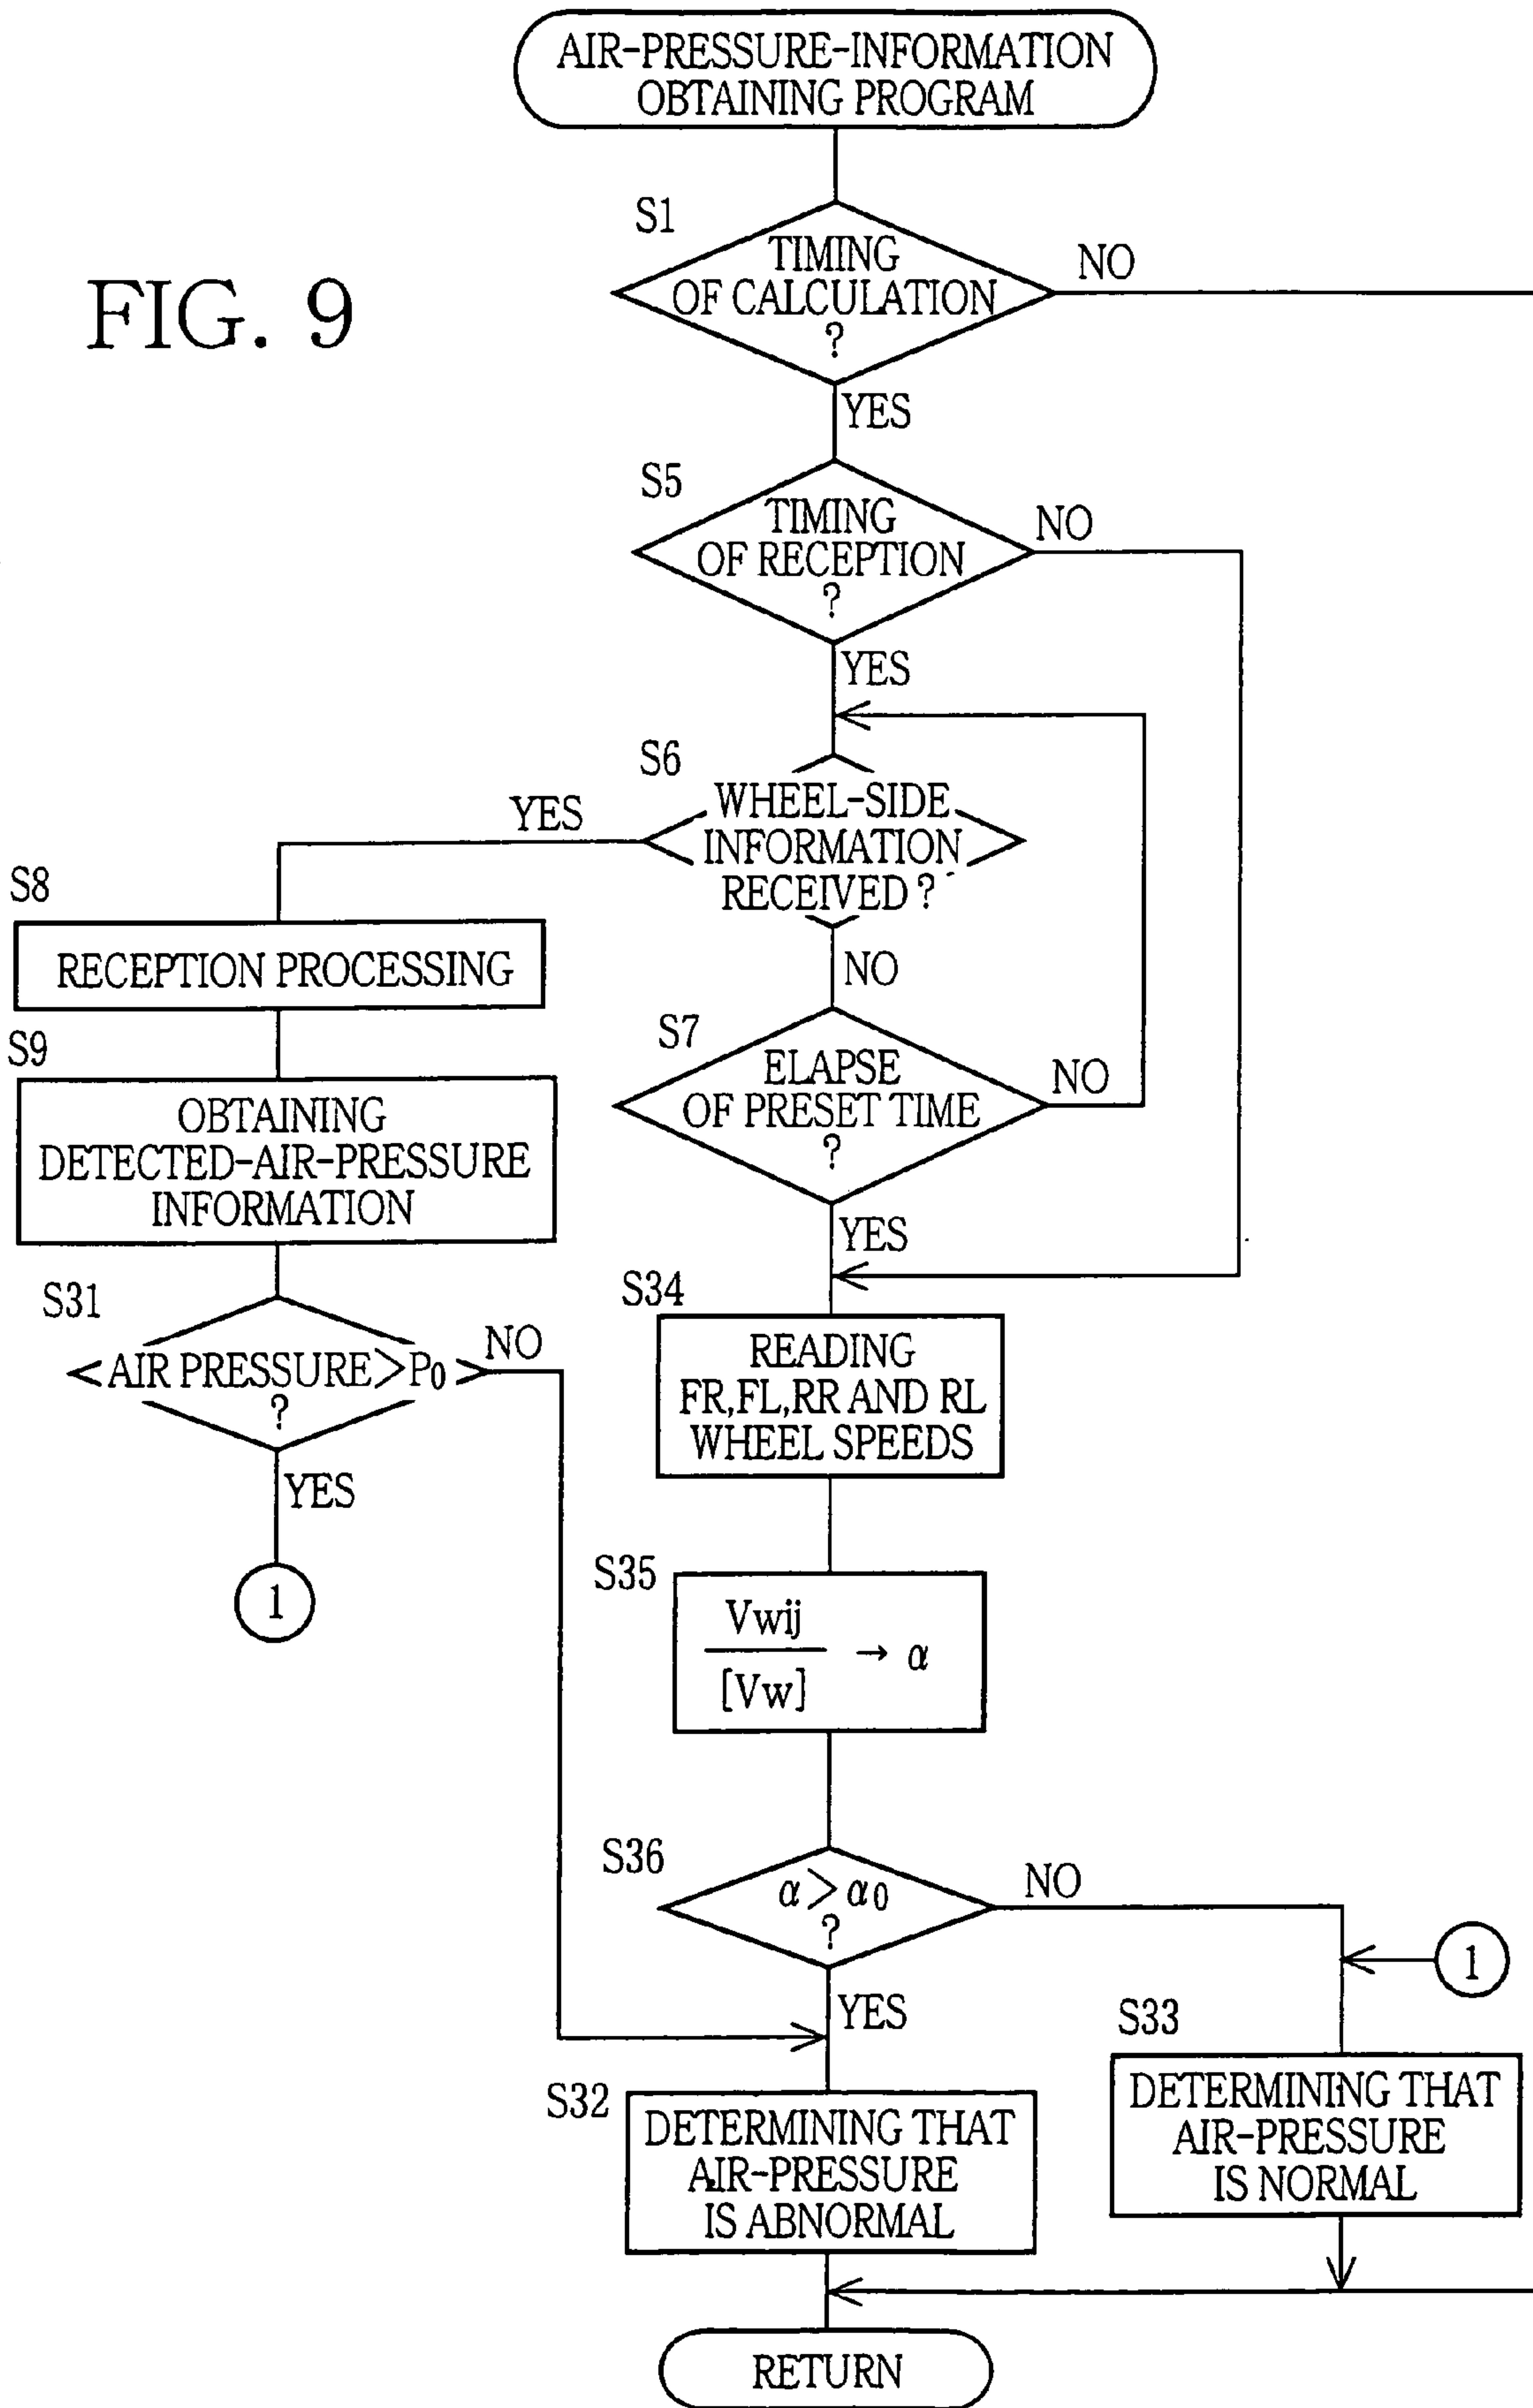 AIR-PRESSURE-INFORMATION
OBTAINING PROGRAM
FIG. 9
S1
TIMING
OF CALCULATION
?
NO
YES
S5
TIMING
OF RECEPTION
?
NO
YES
S6
WHEEL-SIDE
INFORMATION
RECEIVED ?
YES
NO
S8
RECEPTION PROCESSING
S7
ELAPSE
OF PRESET TIME
?
NO
YES
S9
OBTAINING
DETECTED-AIR-PRESSURE
INFORMATION
S31
AIR PRESSURE>P0
?
NO
YES
1
S34
READING
FR,FL,RR AND RL
WHEEL SPEEDS
S35
Vwij
[Vw]
→ α
S36
α>α0
?
NO
YES
1
S33
DETERMINING THAT
AIR-PRESSURE
IS NORMAL
S32
DETERMINING THAT
AIR-PRESSURE
IS ABNORMAL
RETURN